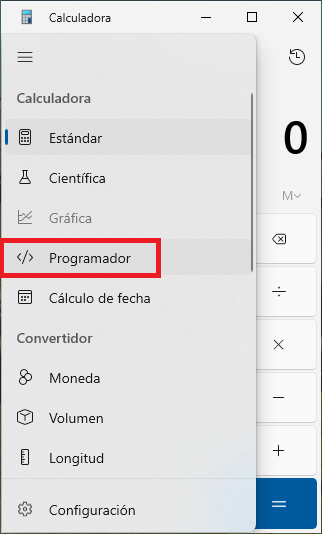 Calculadora
Calculadora
0
Estándar
Científica
M
Gráfica
Programador
Cálculo de fecha
Convertidor
Moneda
Volumen
Longitud
Configuración